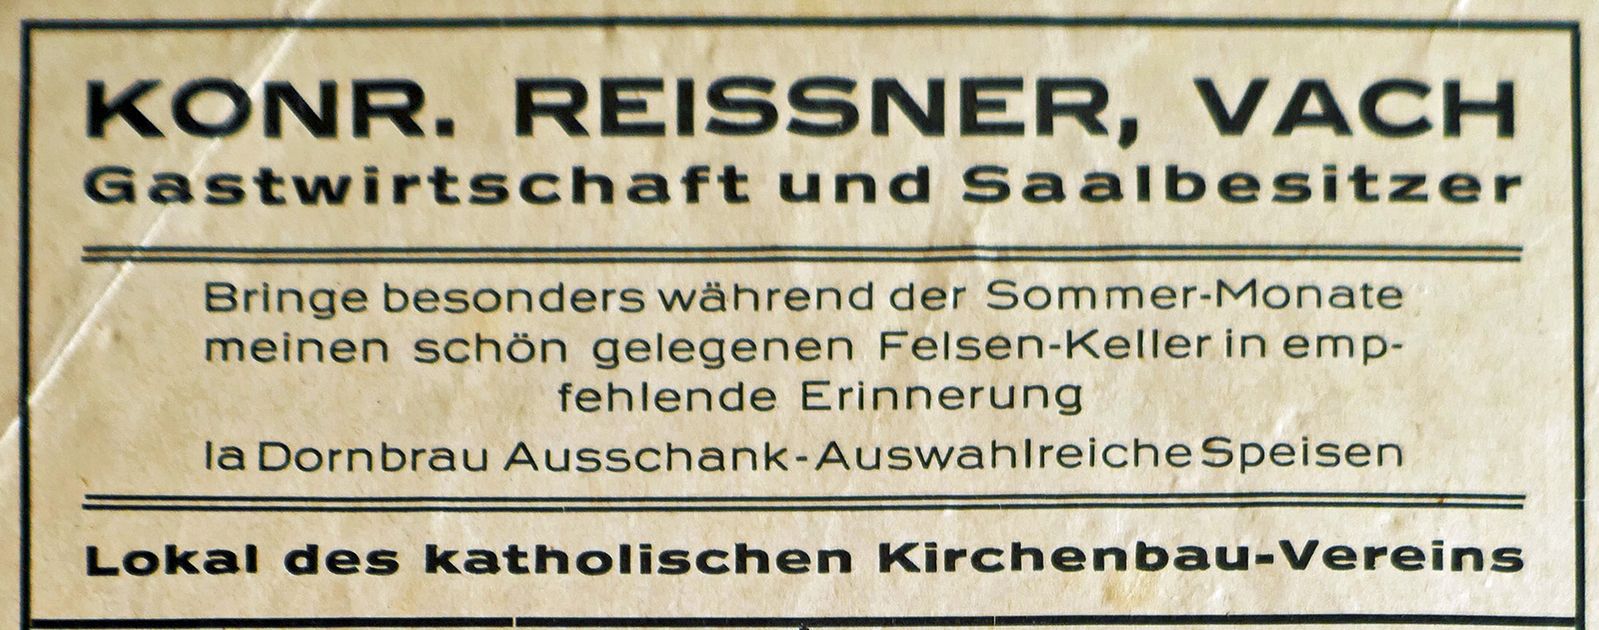 KONR. REISSNER, VACH
Gastwirtschaft und Saalbesitzer
Bringe besonders während der Sommer-Monate
meinen schön gelegenen Felsen-Keller in emp-
fehlende Erinnerung
Ia Dornbrau Ausschank - Auswahlreiche Speisen
Lokal des katholischen Kirchenbau-Vereins